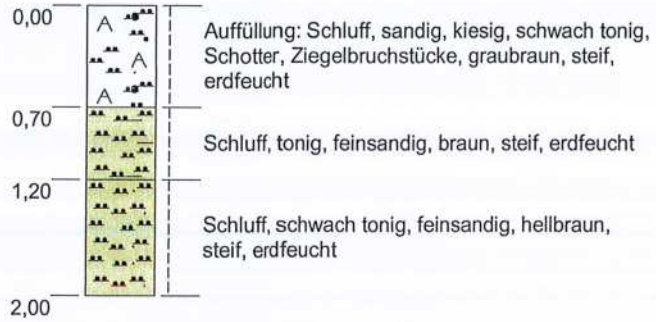 0,00
Auffüllung: Schluff, sandig, kiesig, schwach tonig,
Schotter, Ziegelbruchstücke, graubraun, steif,
erdfeucht
0,70
Schluff, tonig, feinsandig, braun, steif, erdfeucht
1,20
Schluff, schwach tonig, feinsandig, hellbraun,
steif, erdfeucht
2,00
A
A
A